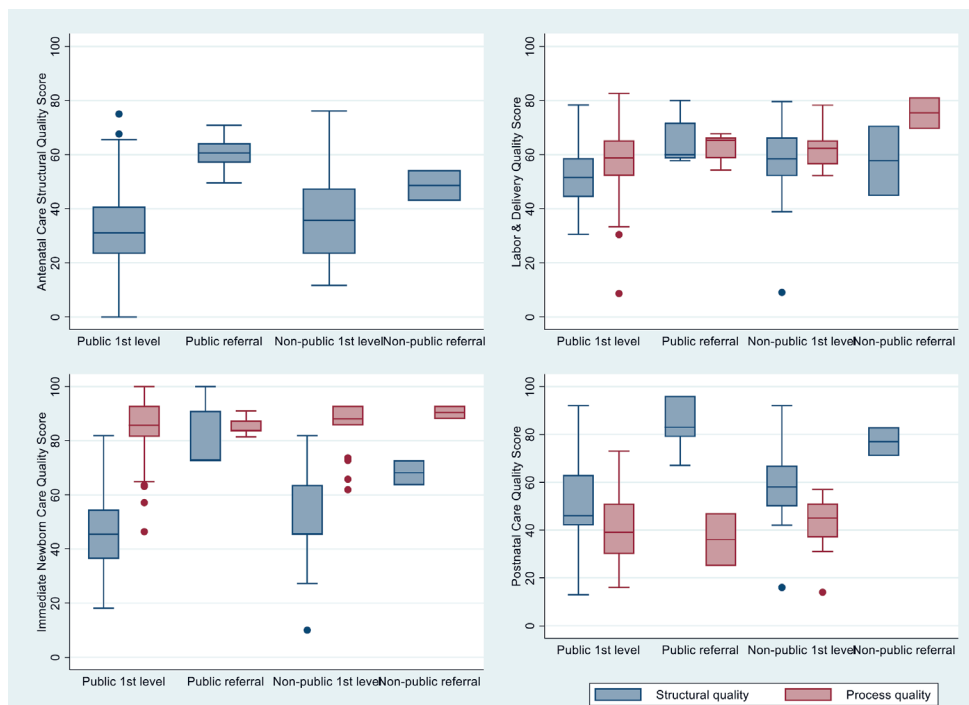 Antenatal Care Structural Quality Score
100
80
60
40
20
0
Public 1st level Public referral Non-public 1st level Non-public referral
Labor & Delivery Quality Score
100
80
60
40
20
0
Public 1st level Public referral Non-public 1st level Non-public referral
Immediate Newborn Care Quality Score
100
80
60
40
20
0
Public 1st level Public referral Non-public 1st level Non-public referral
Postnatal Care Quality Score
100
80
60
40
20
0
Public 1st level Public referral Non-public 1st level Non-public referral
Structural quality Process quality